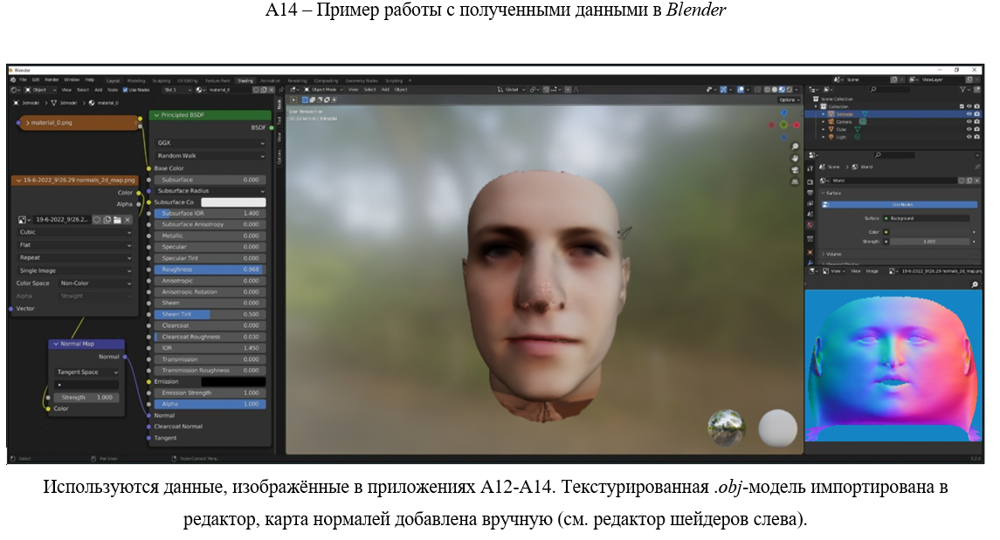 А14 – Пример работы с полученными данными в Blender
Blender
File Edit Render Window Help Layout Modeling Sculpting UV Editing Texture Paint Shading Animation Rendering Compositing Geometry Nodes Scripting +
Scene
ViewLayer
Object View Select Add Node Use Nodes Slot 1 material_0
Object Mode View Select Add Object Global
Options
3dmodel > 3dmodel > material_0
User Perspective
Scene Collection
Collection
3dmodel
Camera
Cube
Light
material_0.png
Principled BSDF
BSDF
GGX
Random Walk
Base Color
Subsurface 0.000
Subsurface Radius
Subsurface Co
Subsurface IOR 1.400
Subsurface Anisotropy 0.000
Metallic 0.000
Specular 0.000
Specular Tint 0.000
Roughness 0.968
Anisotropic 0.000
Anisotropic Rotation 0.000
Sheen 0.000
Sheen Tint 0.500
Clearcoat 0.000
Clearcoat Roughness 0.030
IOR 1.450
Transmission 0.000
Transmission Roughness 0.000
Emission
Emission Strength 1.000
Alpha 1.000
Normal
Clearcoat Normal
Tangent
19-6-2022_9!26.29 normals_2d_map.png
Color
Alpha
19-6-2022_9!26.2...
Cubic
Flat
Repeat
Single Image
Color Space Non-Color
Alpha Straight
Vector
Normal Map
Normal
Tangent Space
Strength 1.000
Color
Node
Tool
View
Options
Scene > World
World
Surface
Use Nodes
Surface Background
Color
Strength 1.000
Volume
View View Image 19-6-2022_9!26.29 normals_2d_map.png
Select Pan View Node Context Menu
3.2.0
Используются данные, изображённые в приложениях А12-А14. Текстурированная .obj-модель импортирована в
редактор, карта нормалей добавлена вручную (см. редактор шейдеров слева).